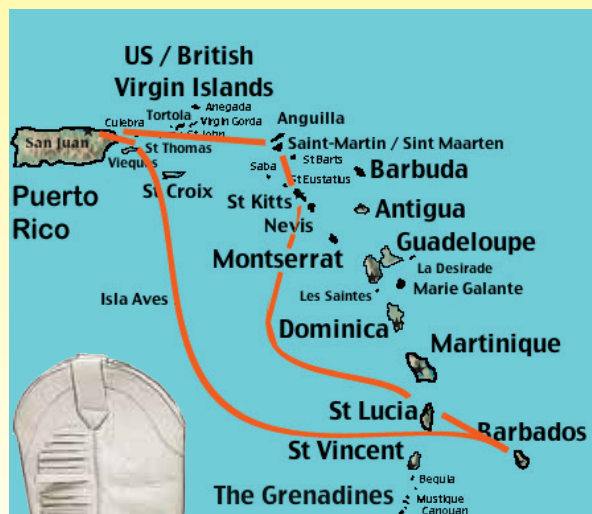 US / British
Virgin Islands
Anegada
Tortola
Virgin Gorda
Culebra
St John
Anguilla
San Juan
St Thomas
Saint-Martin / Sint Maarten
St Barts
Vieques
Saba
Barbuda
St Eustatius
St Croix
Puerto
Rico
St Kitts
Antigua
Nevis
Guadeloupe
Montserrat
La Desirade
Isla Aves
Les Saintes
Marie Galante
Dominica
Martinique
St Lucia
Barbados
St Vincent
Bequia
The Grenadines
Mustique
Canouan